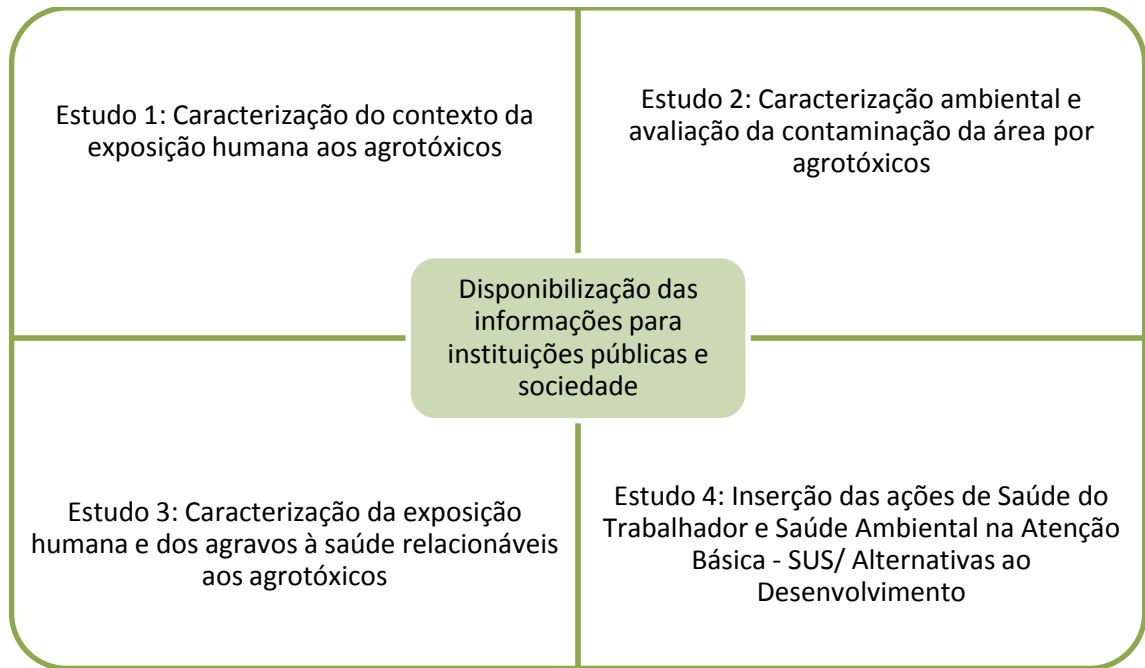 Estudo 1: Caracterização do contexto da
exposição humana aos agrotóxicos
Estudo 2: Caracterização ambiental e
avaliação da contaminação da área por
agrotóxicos
Disponibilização das
informações para
instituições públicas e
sociedade
Estudo 3: Caracterização da exposição
humana e dos agravos à saúde relacionáveis
aos agrotóxicos
Estudo 4: Inserção das ações de Saúde do
Trabalhador e Saúde Ambiental na Atenção
Básica - SUS/ Alternativas ao
Desenvolvimento